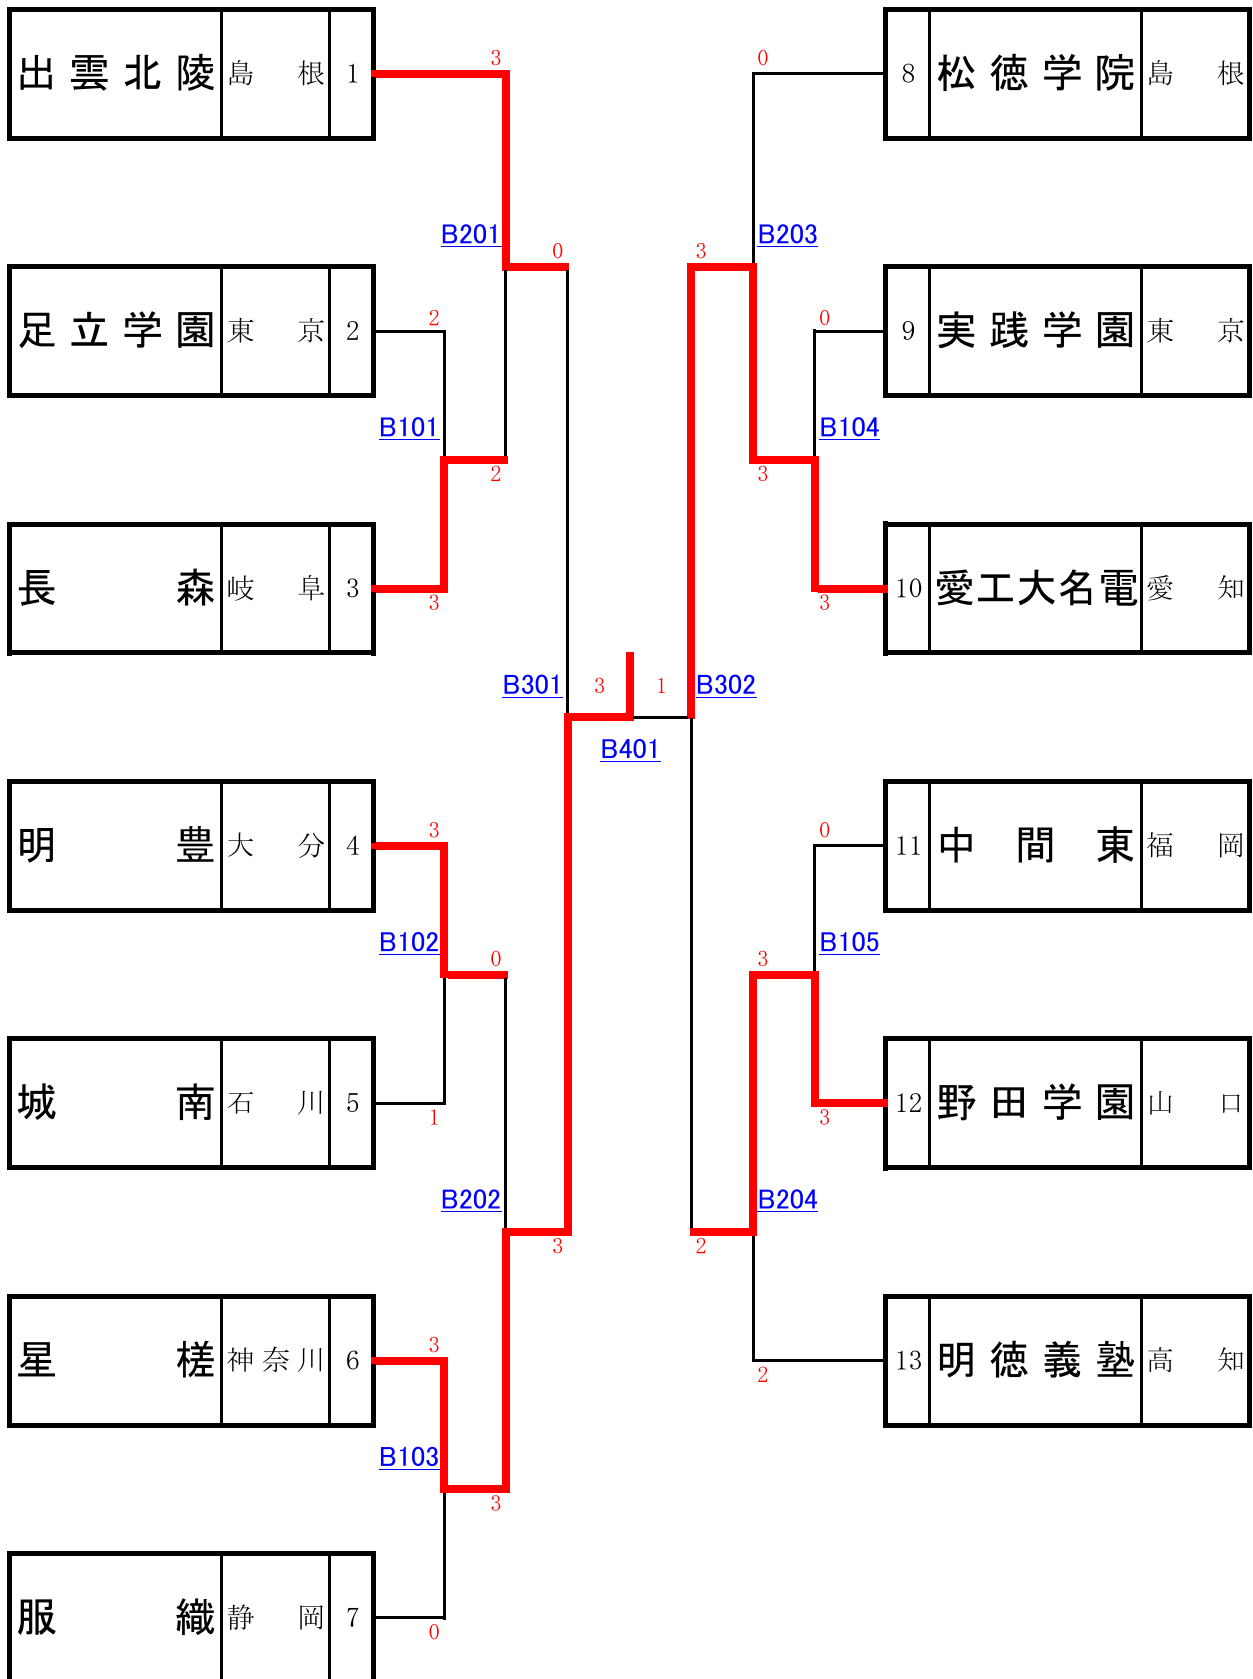 出雲北陵 島根 1
3
0
8 松徳学院 島根
B201
0
3
B203
足立学園 東京 2
2
0
9 実践学園 東京
B101
B104
2
3
長森 岐阜 3
3
3
10 愛工大名電 愛知
B301
3
1
B302
B401
明豊 大分 4
3
0
11 中間東 福岡
B102
0
3
B105
城南 石川 5
1
3
12 野田学園 山口
B202
B204
3
2
星槎 神奈川 6
3
2
13 明徳義塾 高知
B103
3
服織 静岡 7
0